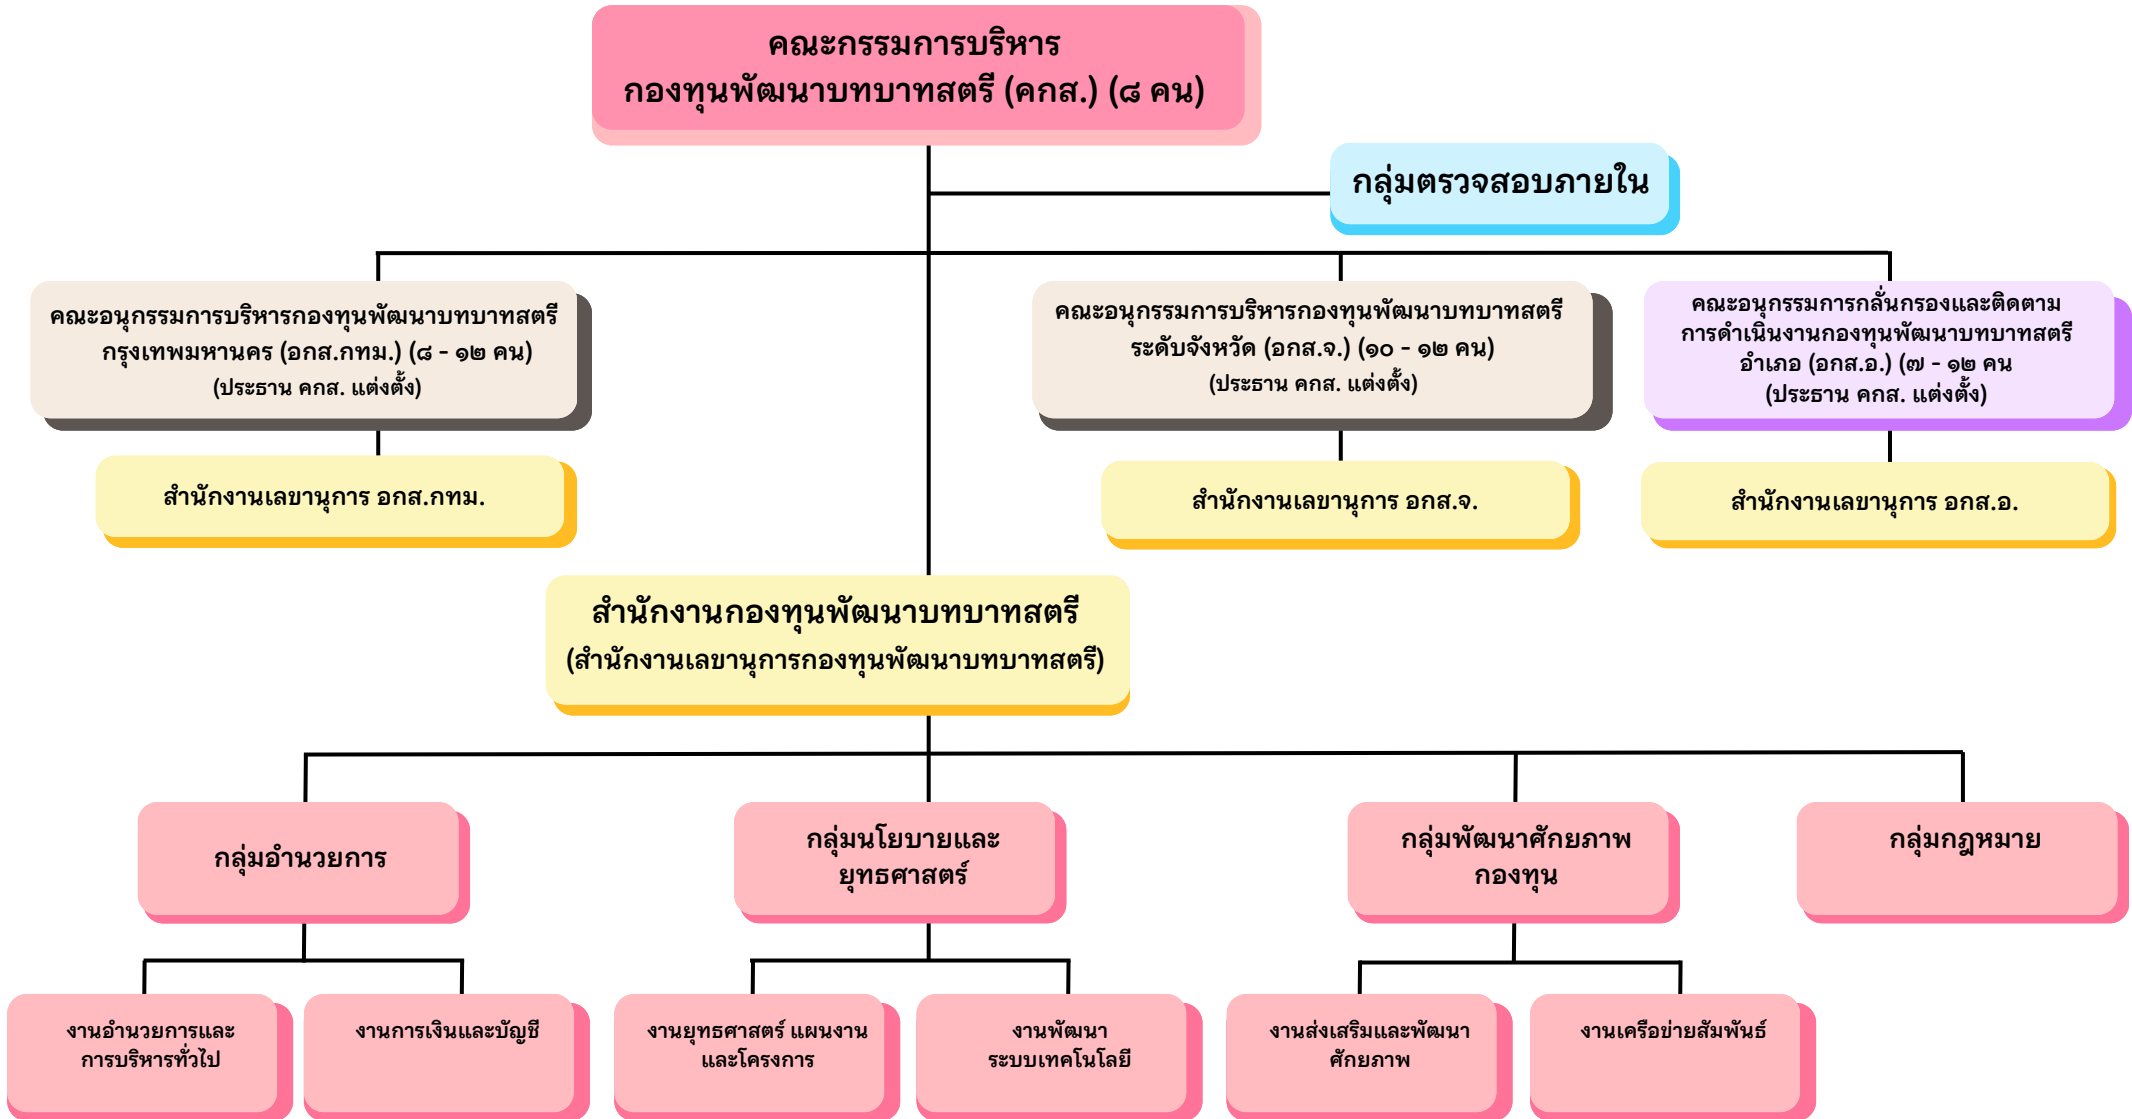 คณะกรรมการบริหาร
กองทุนพัฒนาบทบาทสตรี (คกส.) (๘ คน)
กลุ่มตรวจสอบภายใน
คณะอนุกรรมการบริหารกองทุนพัฒนาบทบาทสตรี
กรุงเทพมหานคร (อกส.กทม.) (๘ - ๑๒ คน)
(ประธาน คกส. แต่งตั้ง)
คณะอนุกรรมการบริหารกองทุนพัฒนาบทบาทสตรี
ระดับจังหวัด (อกส.จ.) (๑๐ - ๑๒ คน)
(ประธาน คกส. แต่งตั้ง)
คณะอนุกรรมการกลั่นกรองและติดตาม
การดำเนินงานกองทุนพัฒนาบทบาทสตรี
อำเภอ (อกส.อ.) (๗ - ๑๒ คน
(ประธาน คกส. แต่งตั้ง)
สำนักงานเลขานุการ อกส.กทม.
สำนักงานเลขานุการ อกส.จ.
สำนักงานเลขานุการ อกส.อ.
สำนักงานกองทุนพัฒนาบทบาทสตรี
(สำนักงานเลขานุการกองทุนพัฒนาบทบาทสตรี)
กลุ่มอำนวยการ
กลุ่มนโยบายและ
ยุทธศาสตร์
กลุ่มพัฒนาศักยภาพ
กองทุน
กลุ่มกฎหมาย
งานอำนวยการและ
การบริหารทั่วไป
งานการเงินและบัญชี
งานยุทธศาสตร์ แผนงาน
และโครงการ
งานพัฒนา
ระบบเทคโนโลยี
งานส่งเสริมและพัฒนา
ศักยภาพ
งานเครือข่ายสัมพันธ์